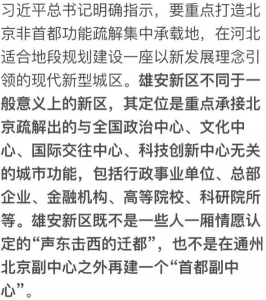 习近平总书记明确指示，要重点打造北
京非首都功能疏解集中承载地，在河北
适合地段规划建设一座以新发展理念引
领的现代新型城区。雄安新区不同于一
般意义上的新区，其定位是重点承接北
京疏解出的与全国政治中心、文化中
心、国际交往中心、科技创新中心无关
的城市功能，包括行政事业单位、总部
企业、金融机构、高等院校、科研院所
等。雄安新区既不是一些人一厢情愿认
定的“声东击西的迁都”，也不是在通州
北京副中心之外再建一个“首都副中
心”。